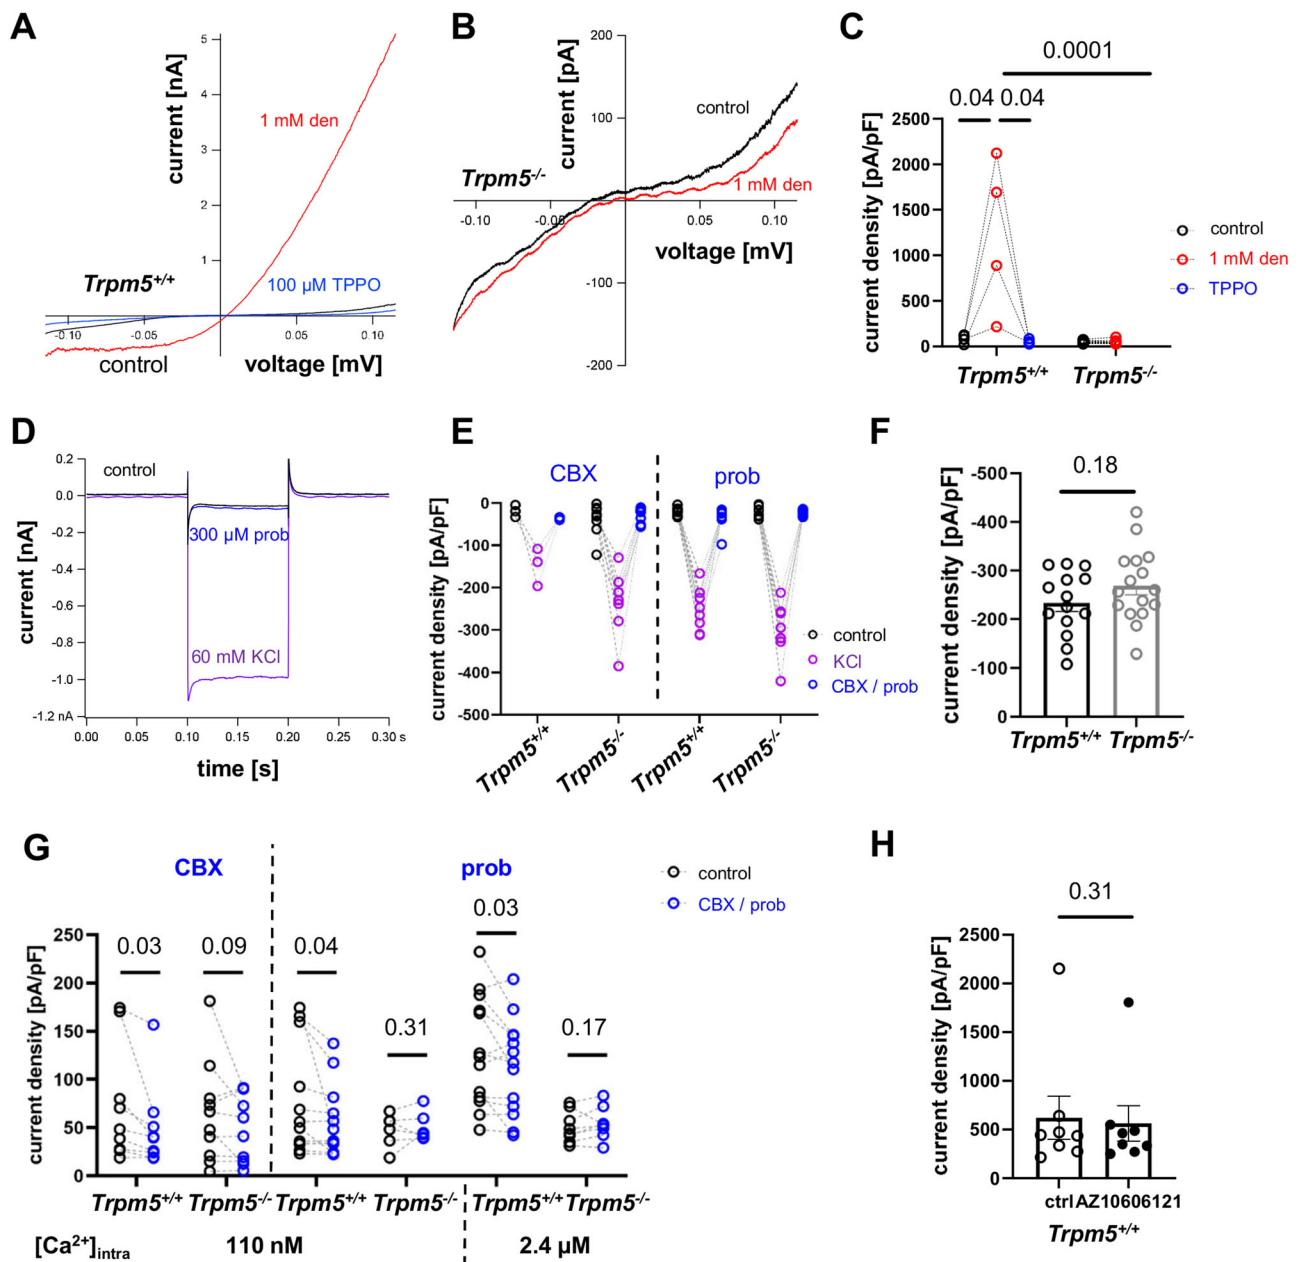 A
current [nA]
5
4
3
2
1
1 mM den
Trpm5+/+
100 µM TPPO
-0.10
-0.05
0.05
0.10
control
voltage [mV]
B
current [pA]
200
100
-100
-200
control
Trpm5-/-
1 mM den
-0.10
-0.05
0.05
0.10
voltage [mV]
C
0.0001
0.04 0.04
current density [pA/pF]
2500
2000
1500
1000
500
0
Trpm5+/+ Trpm5-/-
control
1 mM den
TPPO
D
current [nA]
0.2
0.0
-0.2
-0.4
-0.6
-0.8
-1.0
-1.2 nA
control
300 µM prob
60 mM KCl
0.00 0.05 0.10 0.15 0.20 0.25 0.30 s
time [s]
E
CBX prob
current density [pA/pF]
0
-100
-200
-300
-400
-500
control
KCl
CBX / prob
Trpm5+/+ Trpm5-/- Trpm5+/+ Trpm5-/-
F
0.18
current density [pA/pF]
-500
-400
-300
-200
-100
0
Trpm5+/+ Trpm5-/-
G
CBX prob
control
CBX / prob
0.03 0.09 0.04 0.31 0.03 0.17
current density [pA/pF]
250
200
150
100
50
0
Trpm5+/+ Trpm5-/- Trpm5+/+ Trpm5-/- Trpm5+/+ Trpm5-/-
[Ca2+]intra 110 nM 2.4 µM
H
0.31
current density [pA/pF]
2500
2000
1500
1000
500
0
ctrl AZ10606121
Trpm5+/+